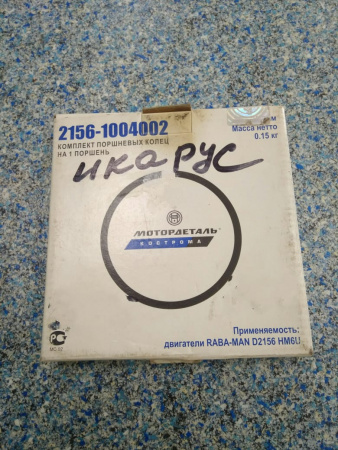 2156-1004002
КОМПЛЕКТ ПОРШНЕВЫХ КОЛЕЦ
НА 1 ПОРШЕНЬ
Масса нетто
0.15 кг
ИКАРУС
МОТОРДЕТАЛЬ
КОСТРОМА
Применяемость:
двигатели RABA-MAN D2156 HM6U